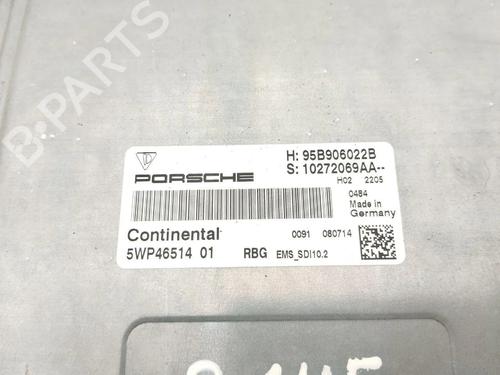 B-PARTS
H: 95B906022B
S: 10272069AA--
PORSCHE
H02 2205
0484
Made in
Germany
Continental
0091 080714
5WP46514 01
RBG EMS_SDI10.2